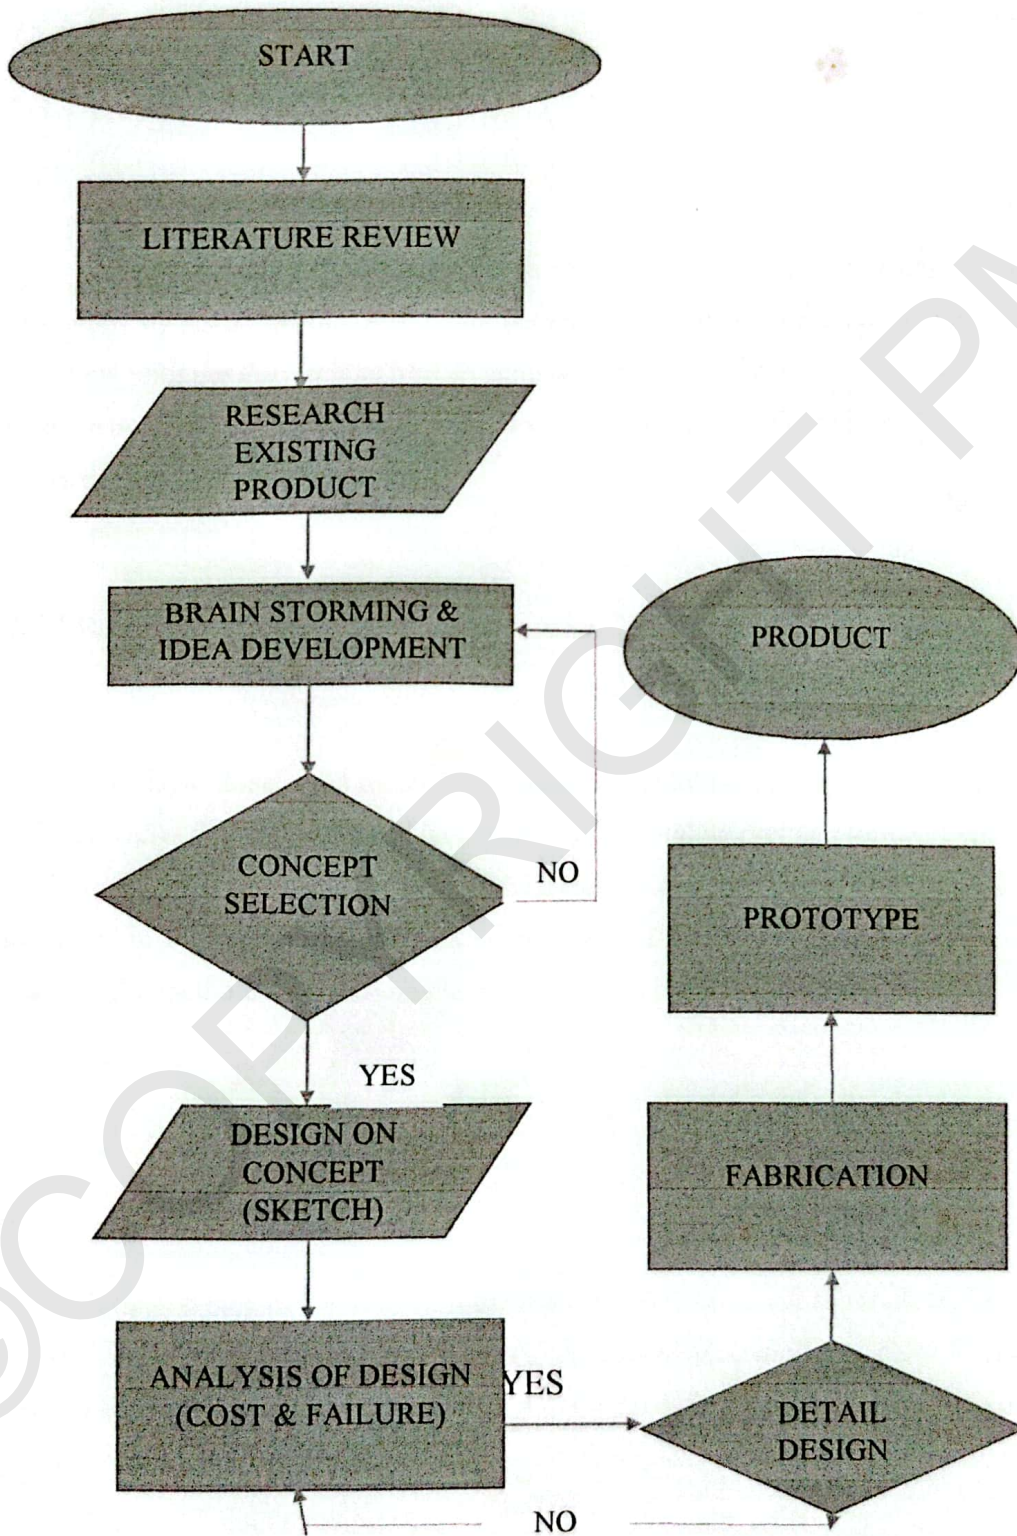 START
LITERATURE REVIEW
RESEARCH
EXISTING
PRODUCT
BRAIN STORMING &
IDEA DEVELOPMENT
CONCEPT
SELECTION
NO
YES
DESIGN ON
CONCEPT
(SKETCH)
ANALYSIS OF DESIGN
(COST & FAILURE)
YES
DETAIL
DESIGN
NO
FABRICATION
PROTOTYPE
PRODUCT
©COPYRIGHT